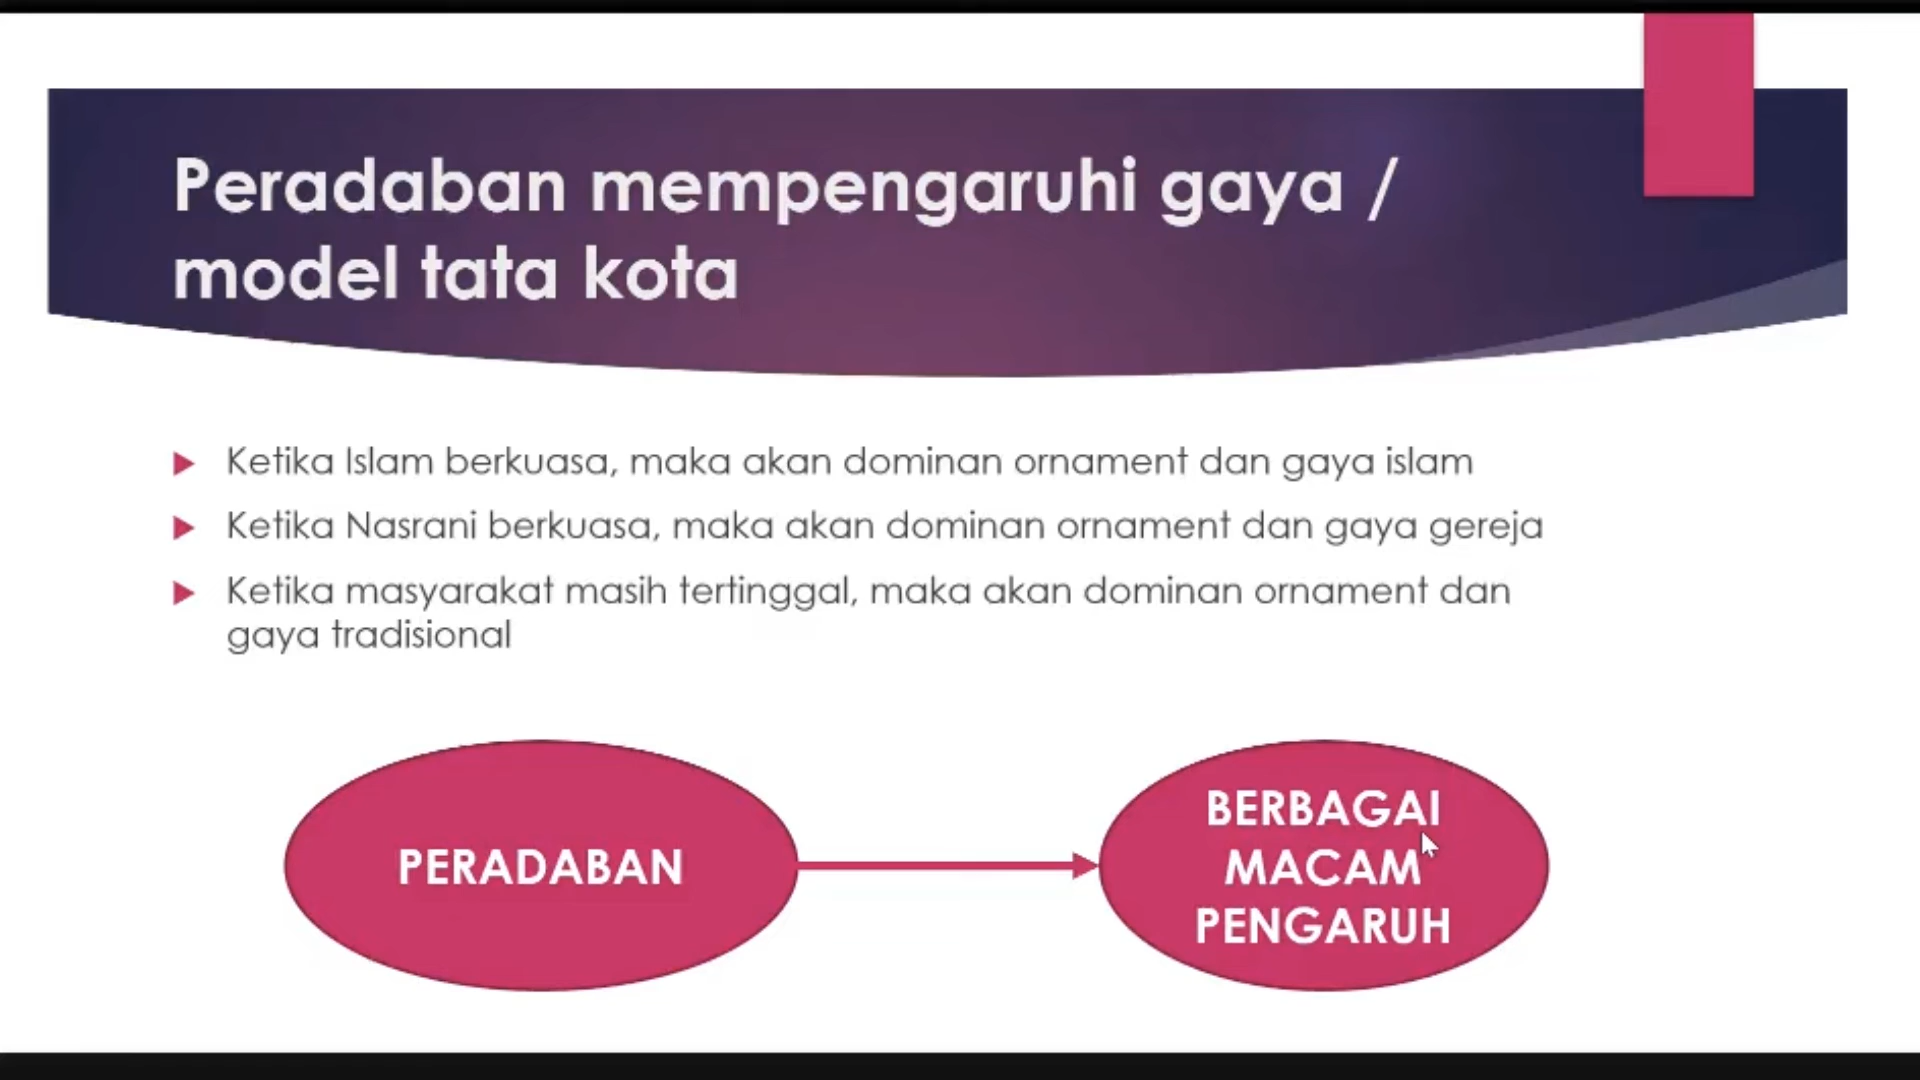 Peradaban mempengaruhi gaya /
model tata kota
Ketika Islam berkuasa, maka akan dominan ornament dan gaya islam
Ketika Nasrani berkuasa, maka akan dominan ornament dan gaya gereja
Ketika masyarakat masih tertinggal, maka akan dominan ornament dan
gaya tradisional
PERADABAN
BERBAGAI
MACAM
PENGARUH